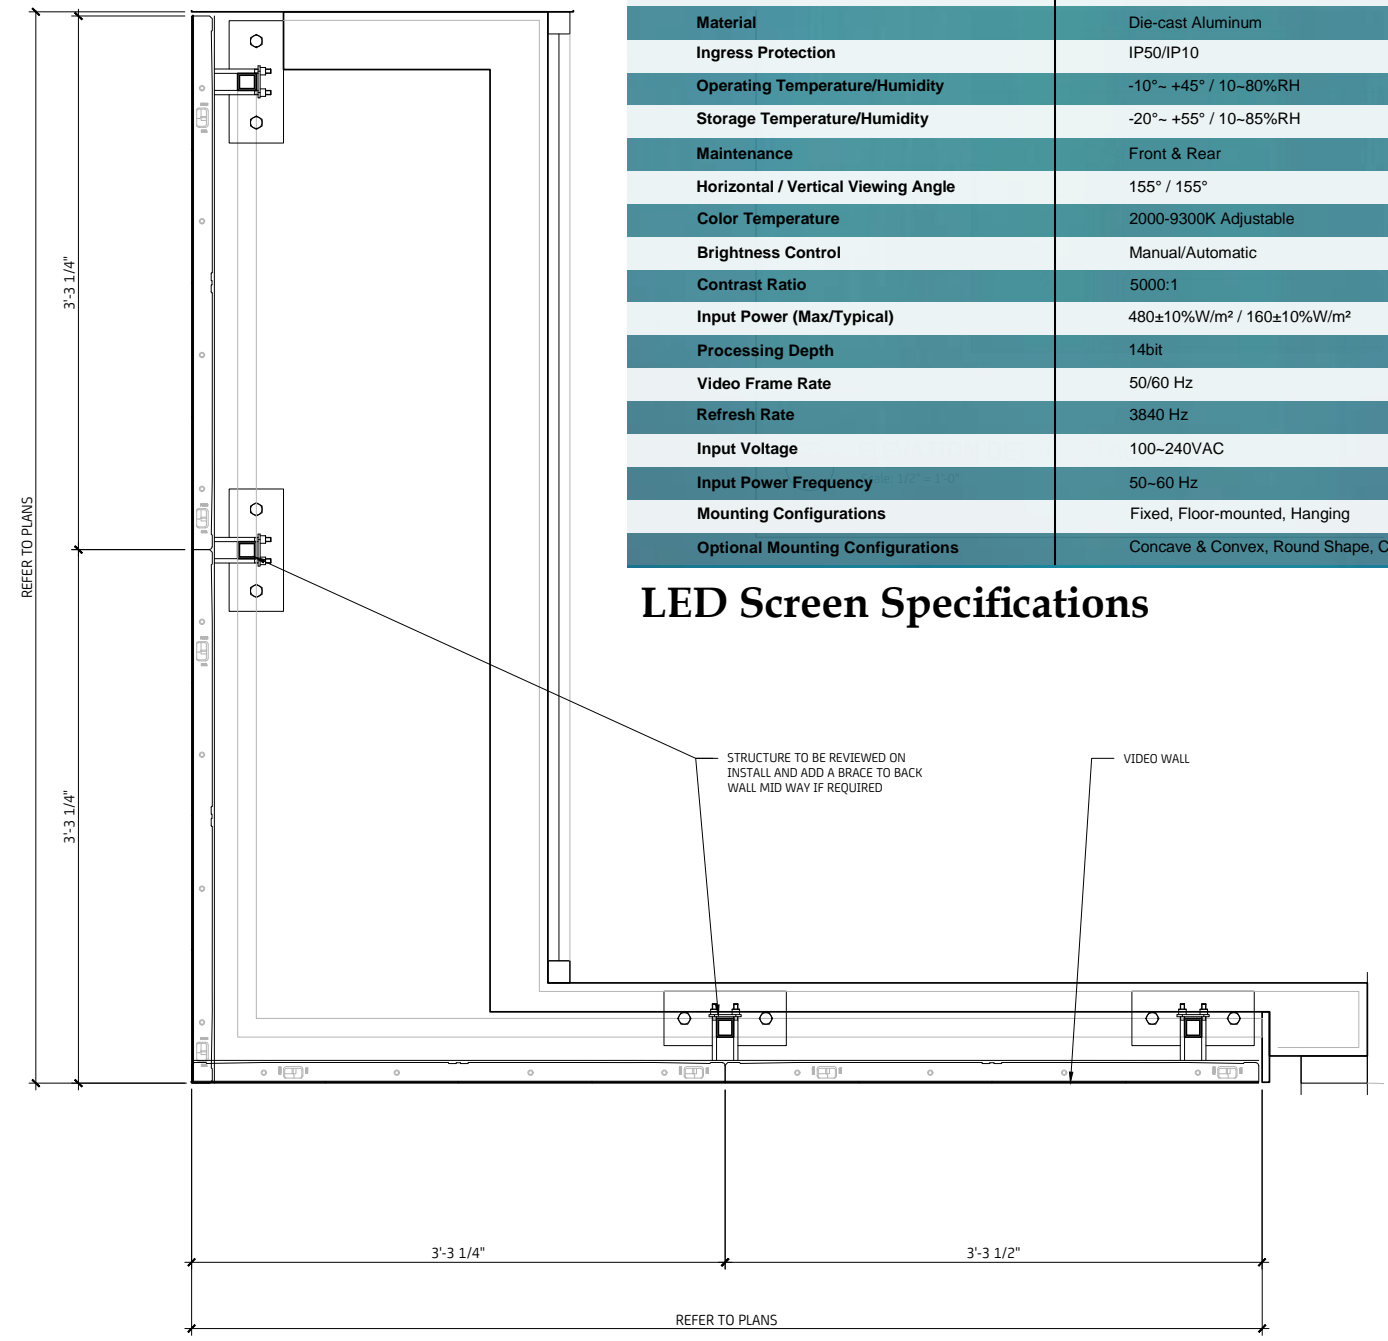 Material Die-cast Aluminum
Ingress Protection IP50/IP10
Operating Temperature/Humidity -10°~ +45° / 10~80%RH
Storage Temperature/Humidity -20°~ +55° / 10~85%RH
Maintenance Front & Rear
Horizontal / Vertical Viewing Angle 155° / 155°
Color Temperature 2000-9300K Adjustable
Brightness Control Manual/Automatic
Contrast Ratio 5000:1
Input Power (Max/Typical) 480±10%W/m² / 160±10%W/m²
Processing Depth 14bit
Video Frame Rate 50/60 Hz
Refresh Rate 3840 Hz
Input Voltage 100~240VAC
Input Power Frequency 50~60 Hz
Scale: 1/2" = 1'-0"
Mounting Configurations Fixed, Floor-mounted, Hanging
Optional Mounting Configurations Concave & Convex, Round Shape, C
LED Screen Specifications
3'-3 1/4"
REFER TO PLANS
3'-3 1/4"
STRUCTURE TO BE REVIEWED ON
INSTALL AND ADD A BRACE TO BACK
WALL MID WAY IF REQUIRED
VIDEO WALL
3'-3 1/4"
3'-3 1/2"
REFER TO PLANS